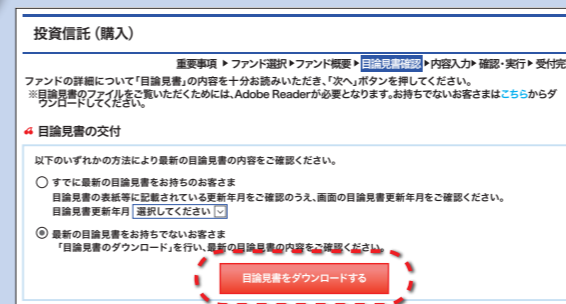 投資信託（購入）
重要事項 ▶ ファンド選択 ▶ ファンド概要 ▶ 目論見書確認 ▶ 内容入力 ▶ 確認・実行 ▶ 受付完
ファンドの詳細について「目論見書」の内容を十分お読みいただき、「次へ」ボタンを押してください。
※目論見書のファイルをご覧いただくためには、Adobe Readerが必要となります。お持ちでないお客さまはこちらからダ
ウンロードしてください。
目論見書の交付
以下のいずれかの方法により最新の目論見書の内容をご確認ください。
すでに最新の目論見書をお持ちのお客さま
目論見書の表紙等に記載されている更新年月をご確認のうえ、画面の目論見書更新年月をご確認ください。
目論見書更新年月 選択してください
最新の目論見書をお持ちでないお客さま
「目論見書のダウンロード」を行い、最新の目論見書の内容をご確認ください。
目論見書をダウンロードする